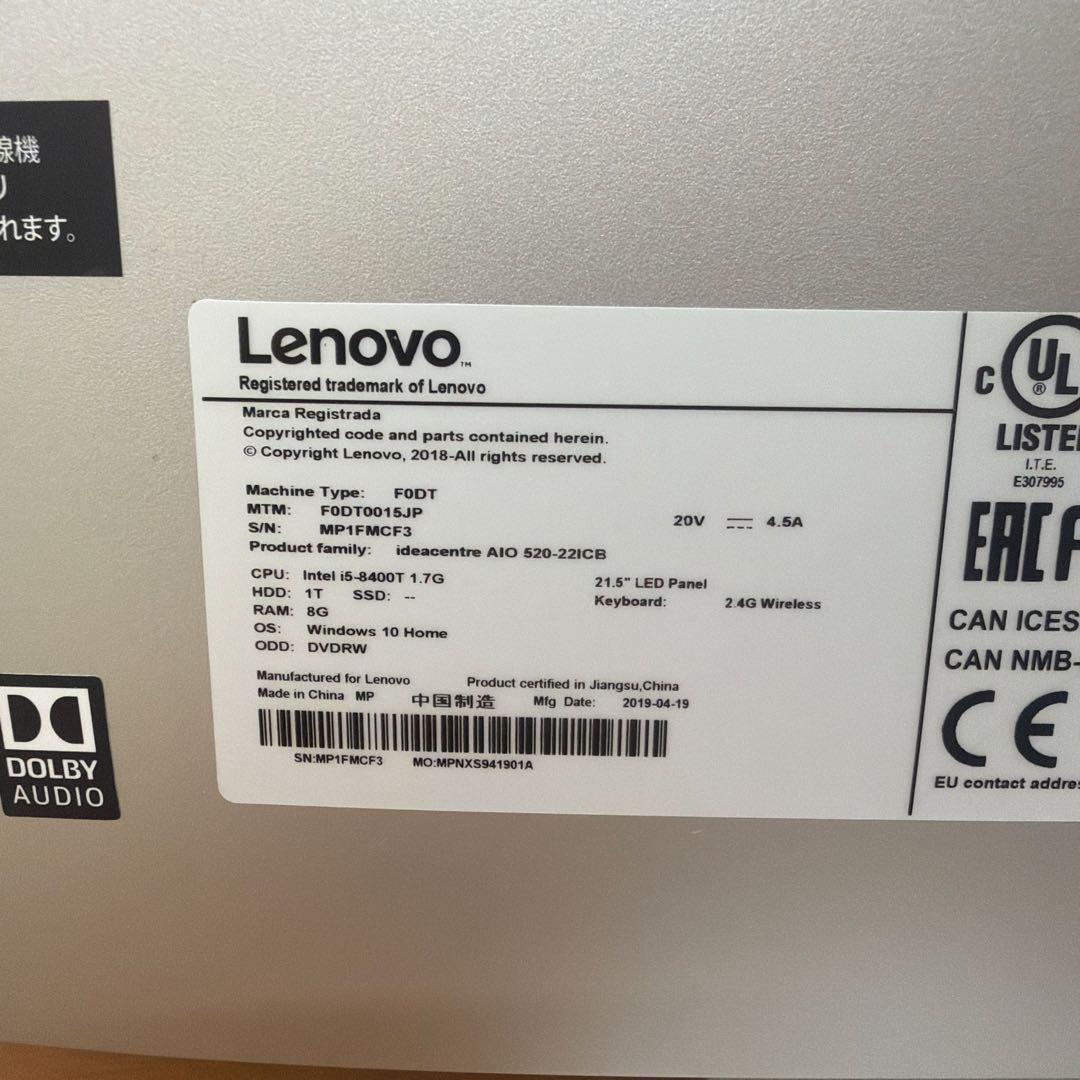 線機
り
れます。
Lenovo™
Registered trademark of Lenovo
Marca Registrada
Copyrighted code and parts contained herein.
© Copyright Lenovo, 2018-All rights reserved.
Machine Type: F0DT
MTM: F0DT0015JP
S/N: MP1FMCF3
Product family: ideacentre AIO 520-22ICB
20V ⎓ 4.5A
CPU: Intel i5-8400T 1.7G
HDD: 1T SSD: --
RAM: 8G
OS: Windows 10 Home
ODD: DVDRW
21.5" LED Panel
Keyboard: 2.4G Wireless
Manufactured for Lenovo Product certified in Jiangsu,China
Made in China MP 中国制造 Mfg Date: 2019-04-19
SN:MP1FMCF3 MO:MPNXS941901A
C UL ®
LISTE
I.T.E.
E307995
EAC
CAN ICES
CAN NMB-
CE
EU contact addre
DOLBY
AUDIO